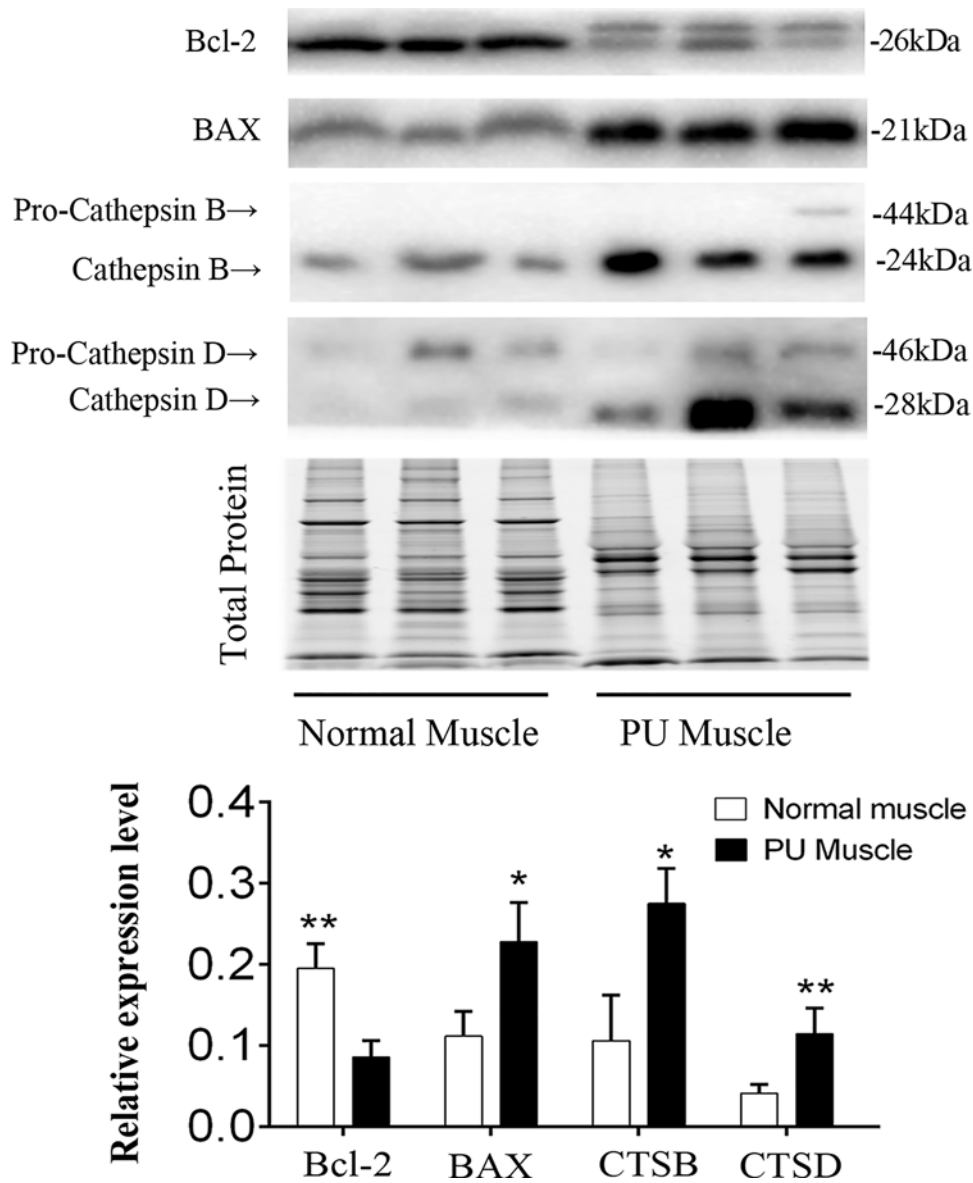 Bcl-2
-26kDa
BAX
-21kDa
Pro-Cathepsin B→
-44kDa
Cathepsin B→
-24kDa
Pro-Cathepsin D→
-46kDa
Cathepsin D→
-28kDa
Total Protein
Normal Muscle
PU Muscle
Relative expression level
0.4
0.3
0.2
0.1
0.0
Normal muscle
PU Muscle
**
*
*
**
Bcl-2
BAX
CTSB
CTSD